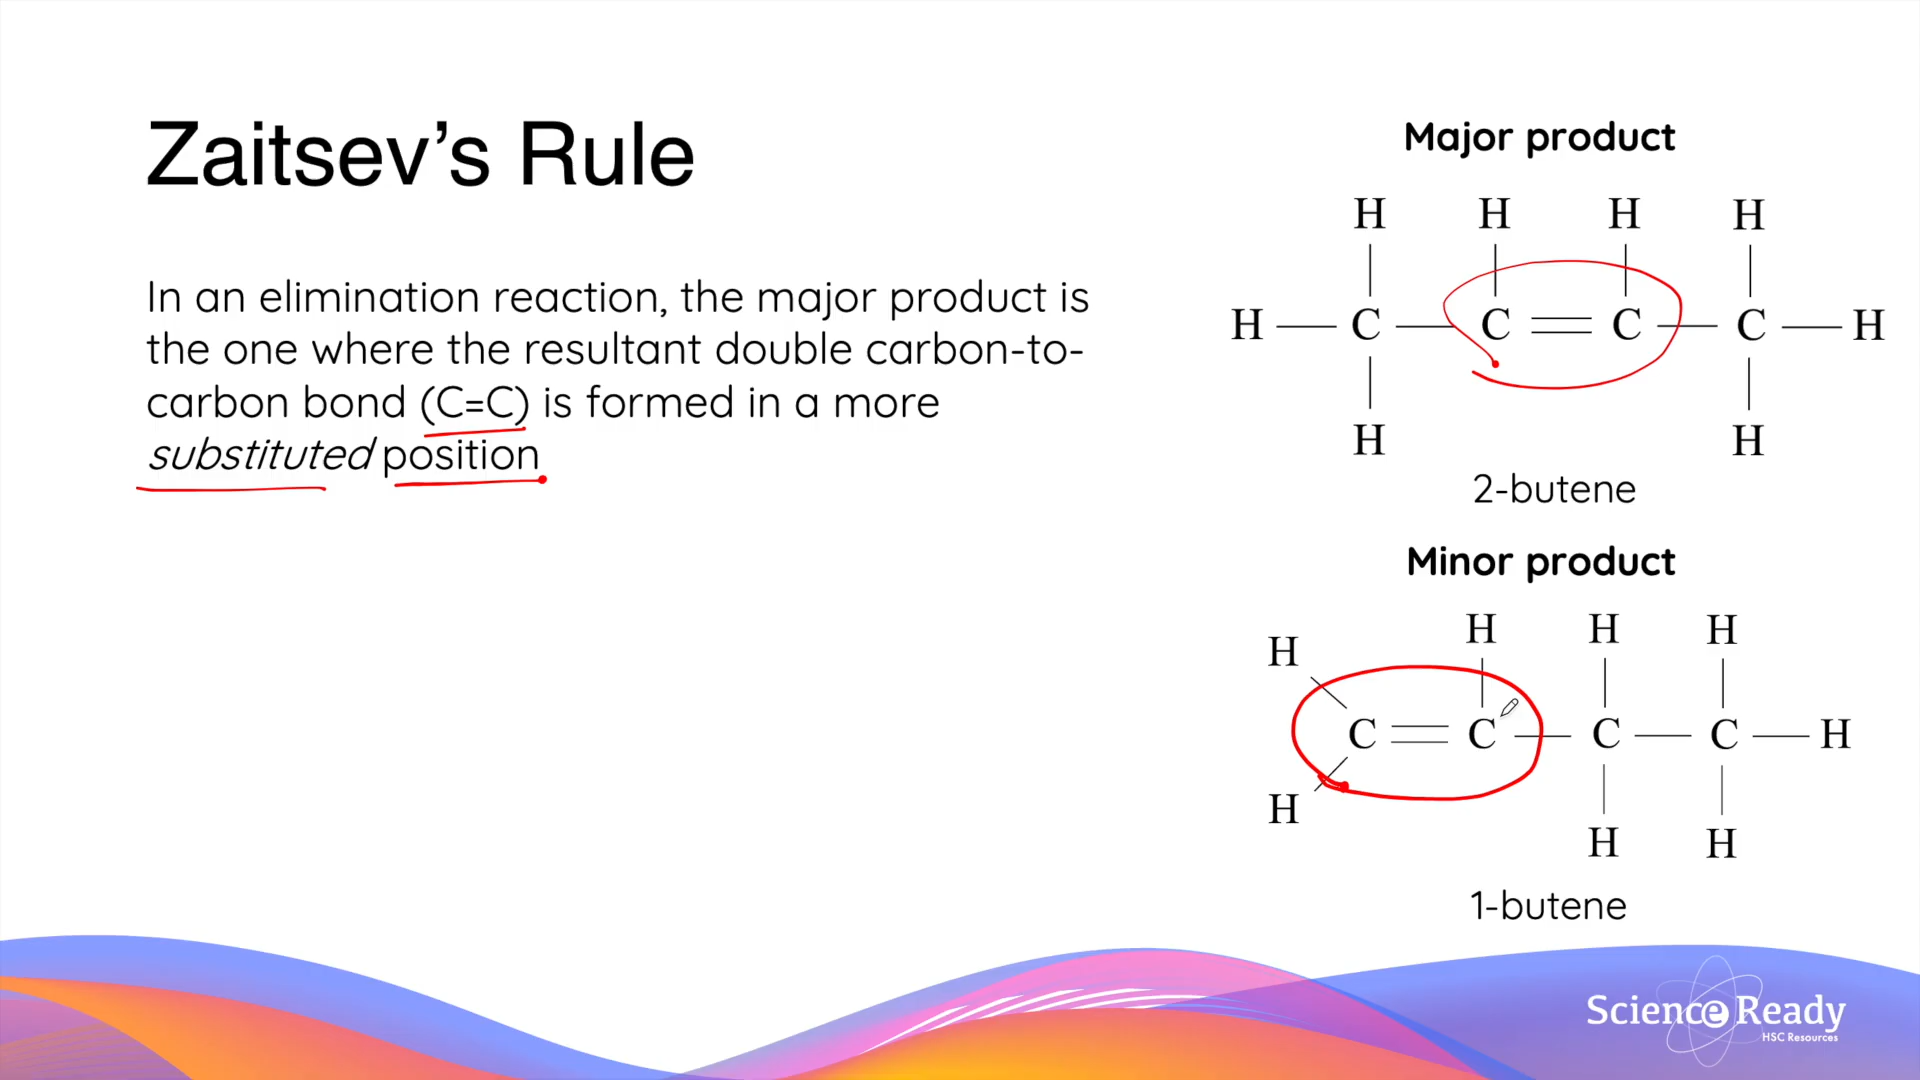 Zaitsev's Rule
In an elimination reaction, the major product is
the one where the resultant double carbon-to-
carbon bond (C=C) is formed in a more
substituted position
Major product
H H H H
H C C C C H
H H
2-butene
Minor product
H H H H
C C C C H
H H H
1-butene
Science Ready
HSC Resources